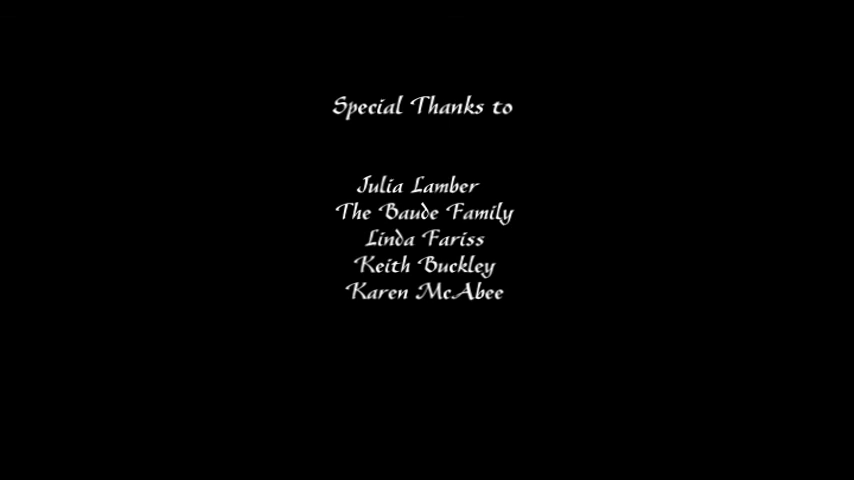 Special Thanks to
Julia Lamber
The Baude Family
Linda Fariss
Keith Buckley
Karen McAbee